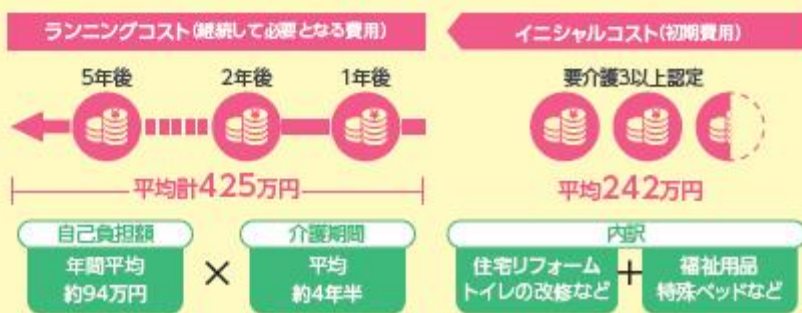 ランニングコスト(継続して必要となる費用)
イニシャルコスト(初期費用)
5年後
2年後
1年後
要介護3以上認定
平均計425万円
平均242万円
自己負担額
介護期間
内訳
年間平均
約94万円
×
平均
約4年半
住宅リフォーム
トイレの改修など
+
福祉用品
特殊ベッドなど